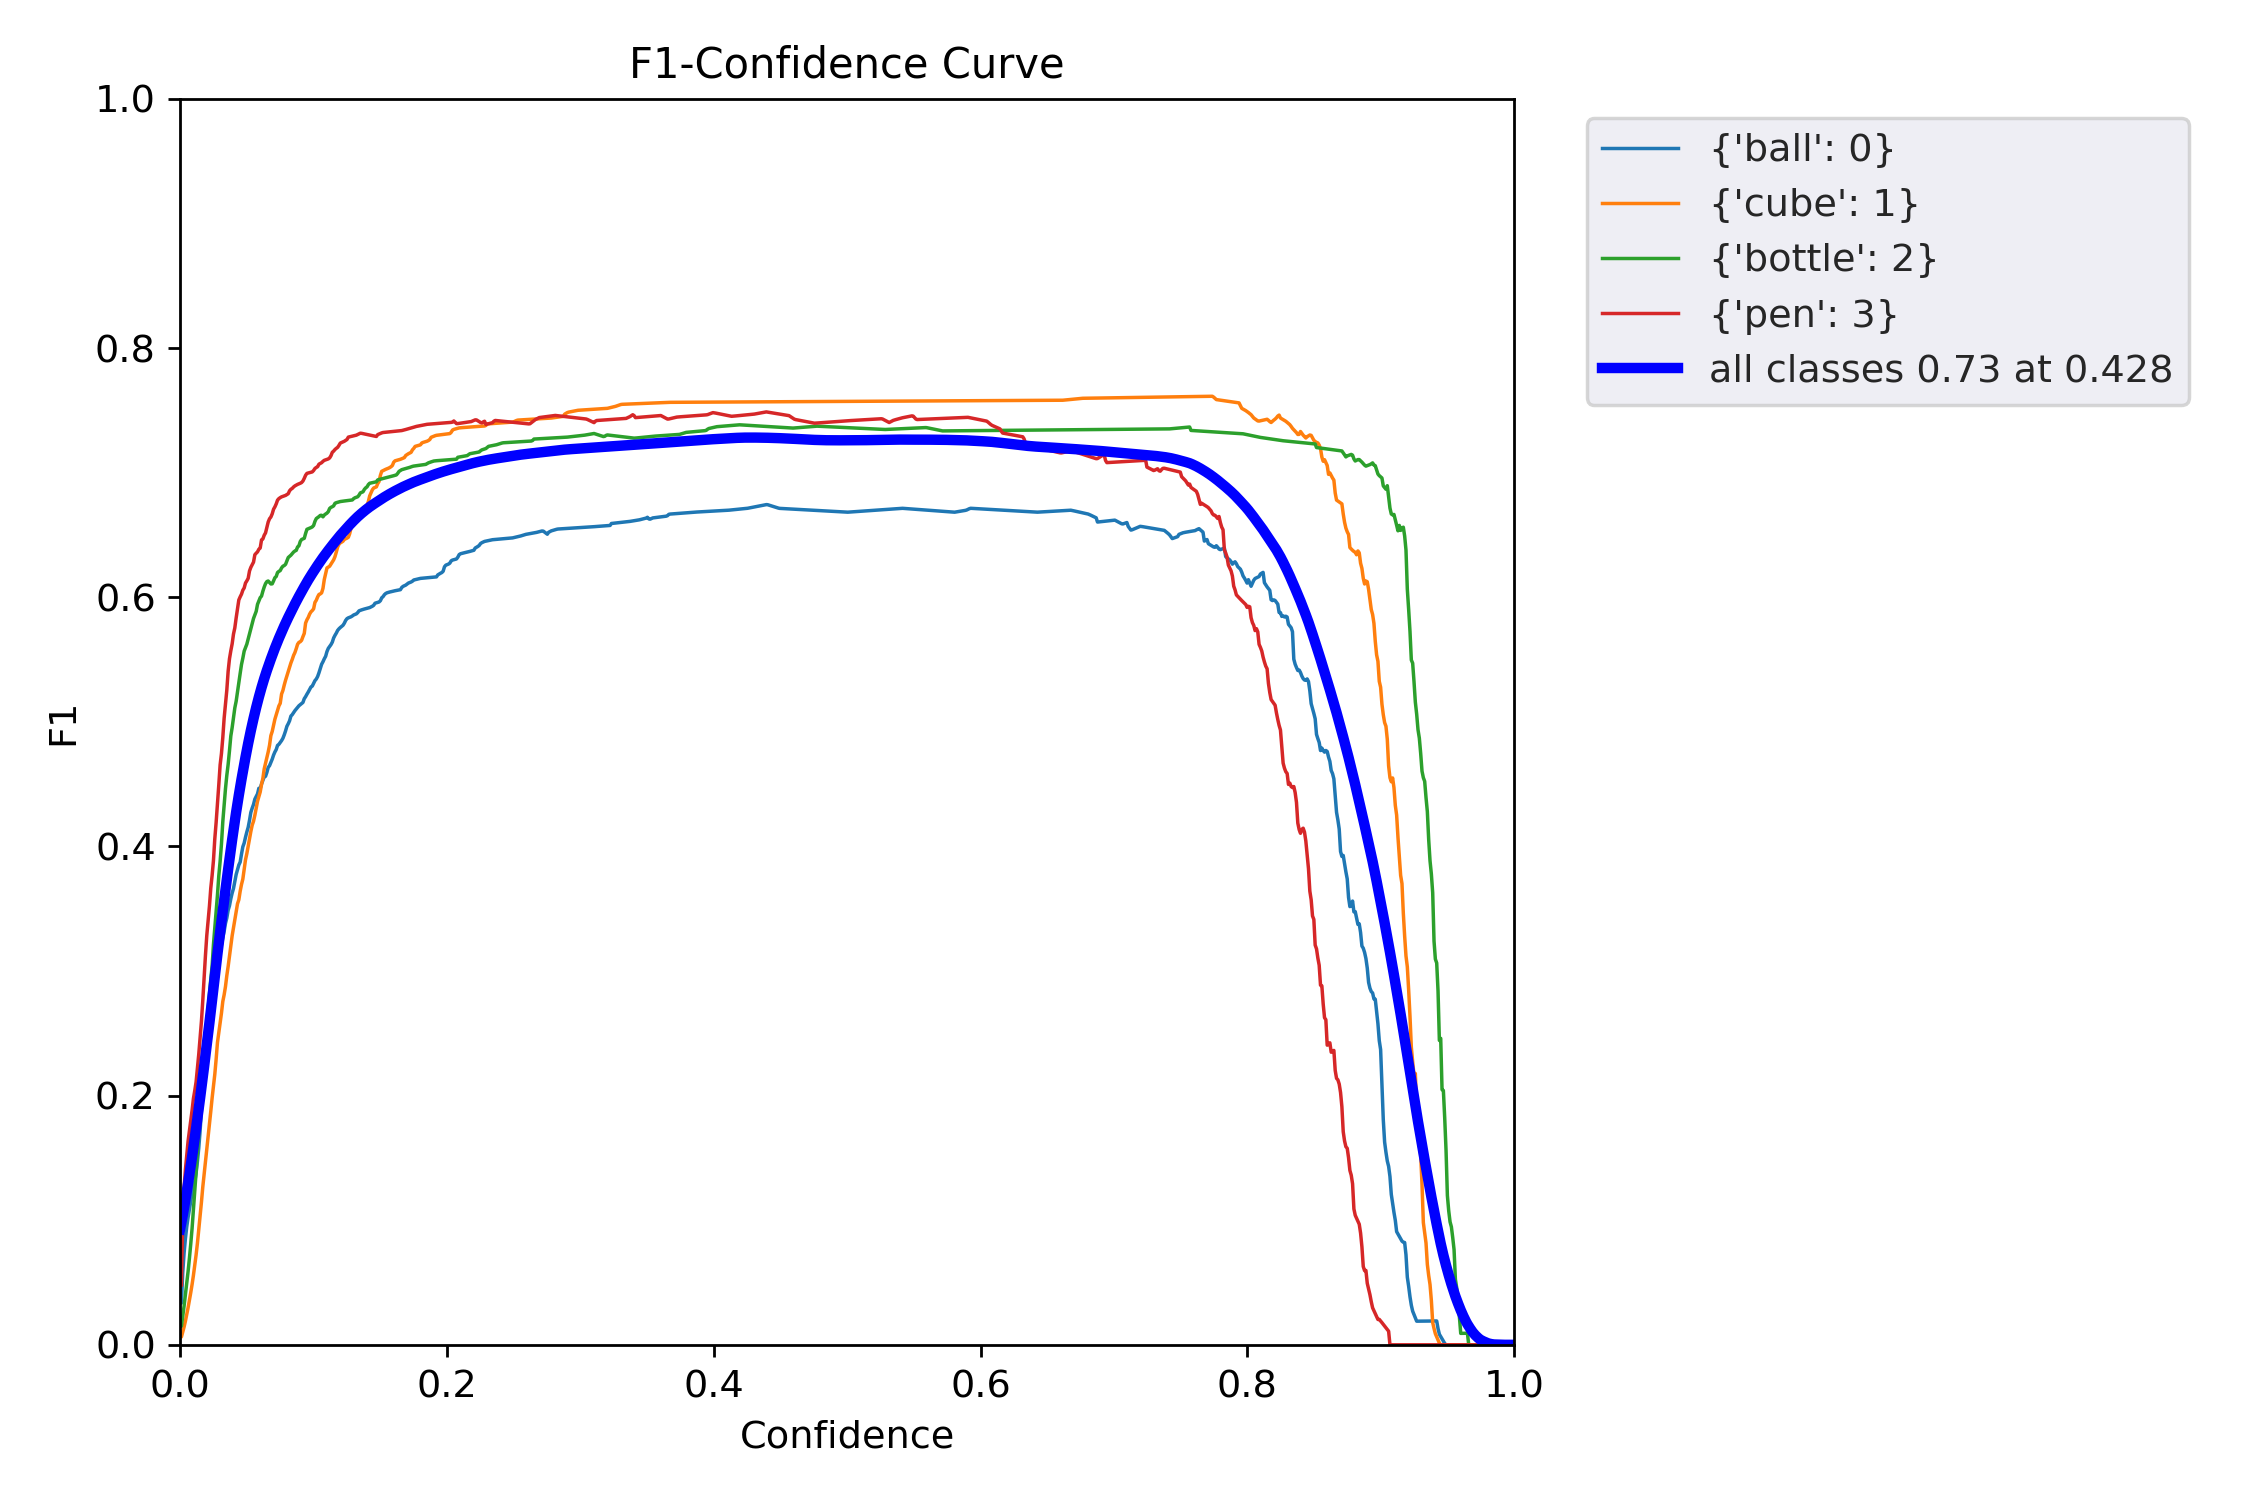 F1-Confidence Curve
1.0
0.8
0.6
0.4
0.2
0.0
F1
0.0 0.2 0.4 0.6 0.8 1.0
Confidence
{'ball': 0}
{'cube': 1}
{'bottle': 2}
{'pen': 3}
all classes 0.73 at 0.428